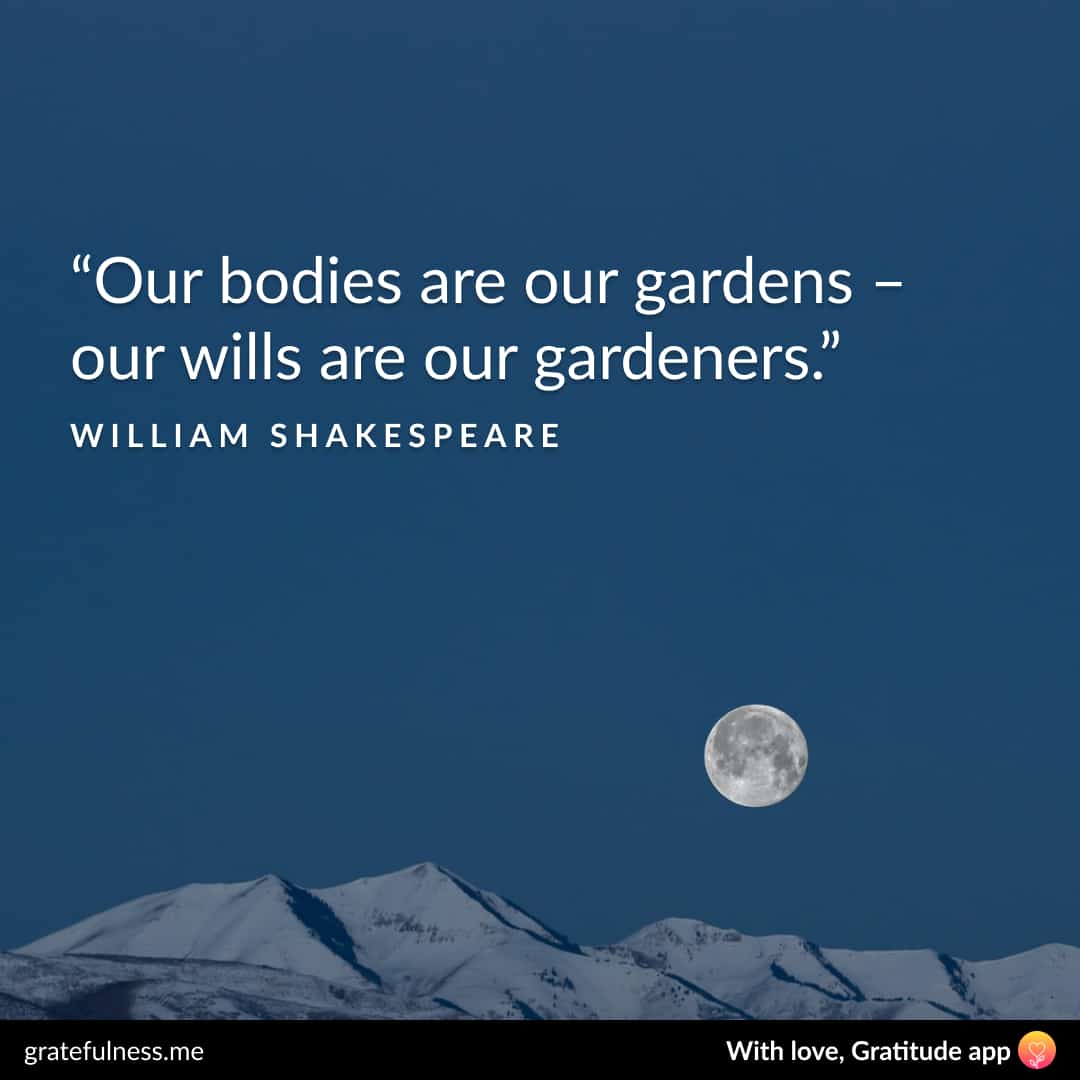 “Our bodies are our gardens –
our wills are our gardeners.”
WILLIAM SHAKESPEARE
gratefulness.me
With love, Gratitude app